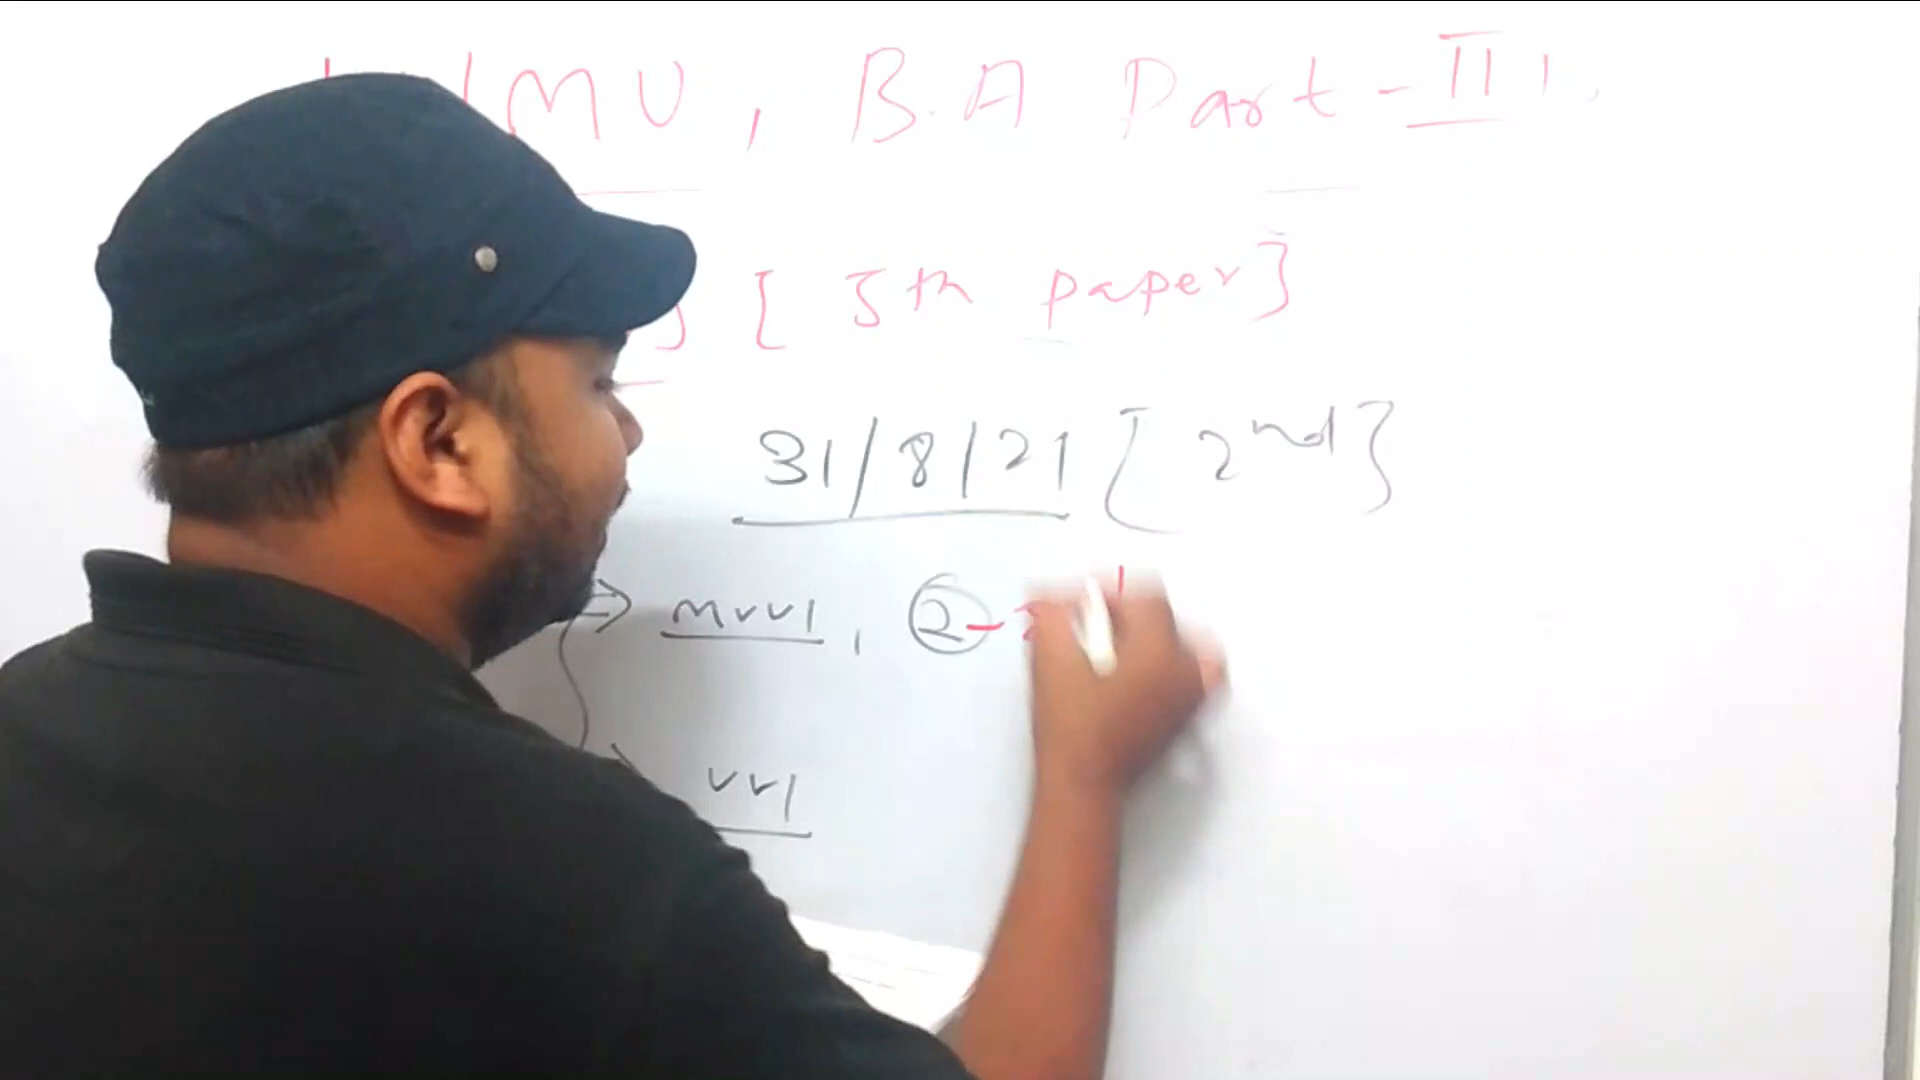 MU, B.A Part-III
] [ 5th paper]
31/8/21 [ 2nd ]
mvvI, 2 -
vvI